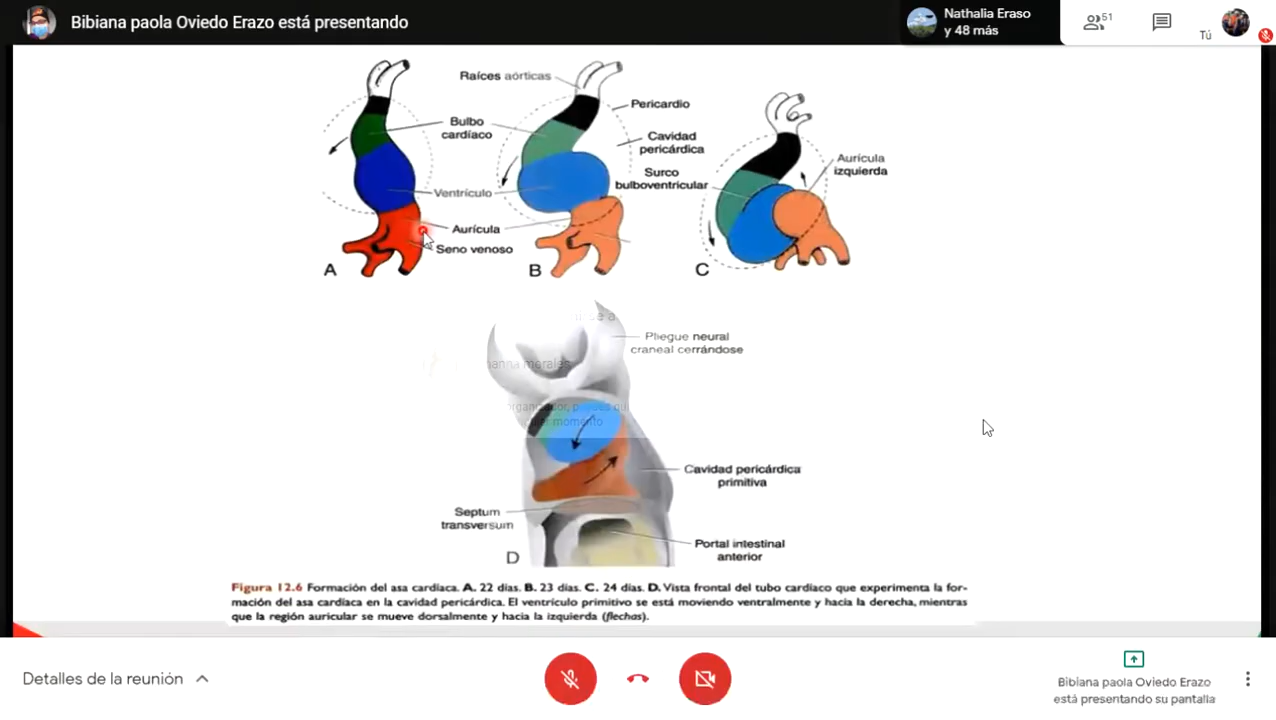 Bibiana paola Oviedo Erazo está presentando
Nathalia Eraso
y 48 más
51
Tú
Raíces aórticas
Pericardio
Bulbo
cardíaco
Cavidad
pericárdica
Surco
bulboventricular
Aurícula
izquierda
Ventrículo
Aurícula
Seno venoso
A
B
C
Pliegue neural
craneal cerrándose
morales
momento
Cavidad pericárdica
primitiva
Septum
transversum
Portal intestinal
anterior
D
Figura 12.6 Formación del asa cardíaca. A. 22 días. B. 23 días. C. 24 días. D. Vista frontal del tubo cardíaco que experimenta la for-
mación del asa cardíaca en la cavidad pericárdica. El ventrículo primitivo se está moviendo ventralmente y hacia la derecha, mientras
que la región auricular se mueve dorsalmente y hacia la izquierda (flechas).
Detalles de la reunión
Bibiana paola Oviedo Erazo
está presentando su pantalla